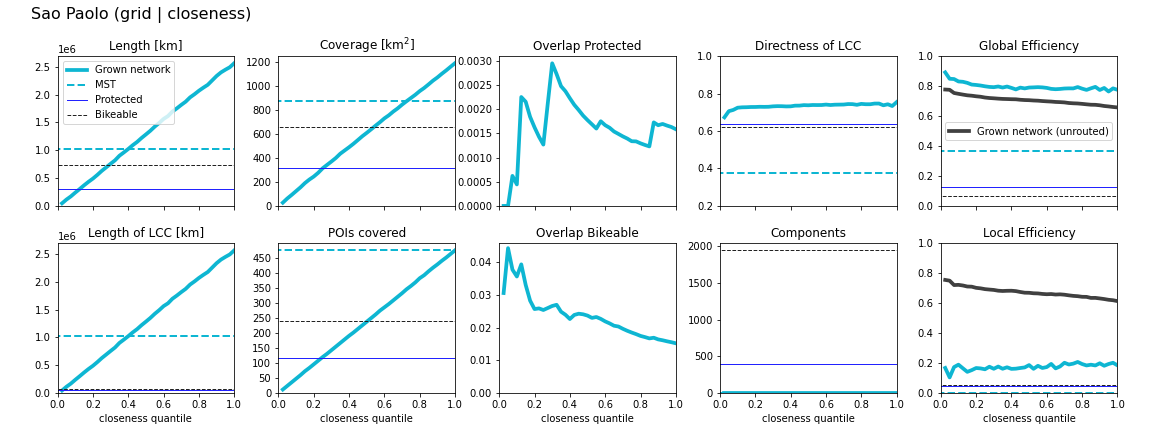 Sao Paolo (grid | closeness)
Length [km]
1e6
2.5
2.0
1.5
1.0
0.5
0.0
Grown network
MST
Protected
Bikeable
Coverage [km²]
1200
1000
800
600
400
200
0
Overlap Protected
0.0030
0.0025
0.0020
0.0015
0.0010
0.0005
0.0000
Directness of LCC
1.0
0.8
0.6
0.4
0.2
Global Efficiency
1.0
0.8
0.6
0.4
0.2
0.0
Grown network (unrouted)
Length of LCC [km]
1e6
2.5
2.0
1.5
1.0
0.5
0.0
0.0 0.2 0.4 0.6 0.8 1.0
closeness quantile
POIs covered
450
400
350
300
250
200
150
100
50
0
0.0 0.2 0.4 0.6 0.8 1.0
closeness quantile
Overlap Bikeable
0.04
0.03
0.02
0.01
0.00
0.0 0.2 0.4 0.6 0.8 1.0
closeness quantile
Components
2000
1500
1000
500
0
0.0 0.2 0.4 0.6 0.8 1.0
closeness quantile
Local Efficiency
1.0
0.8
0.6
0.4
0.2
0.0
0.0 0.2 0.4 0.6 0.8 1.0
closeness quantile